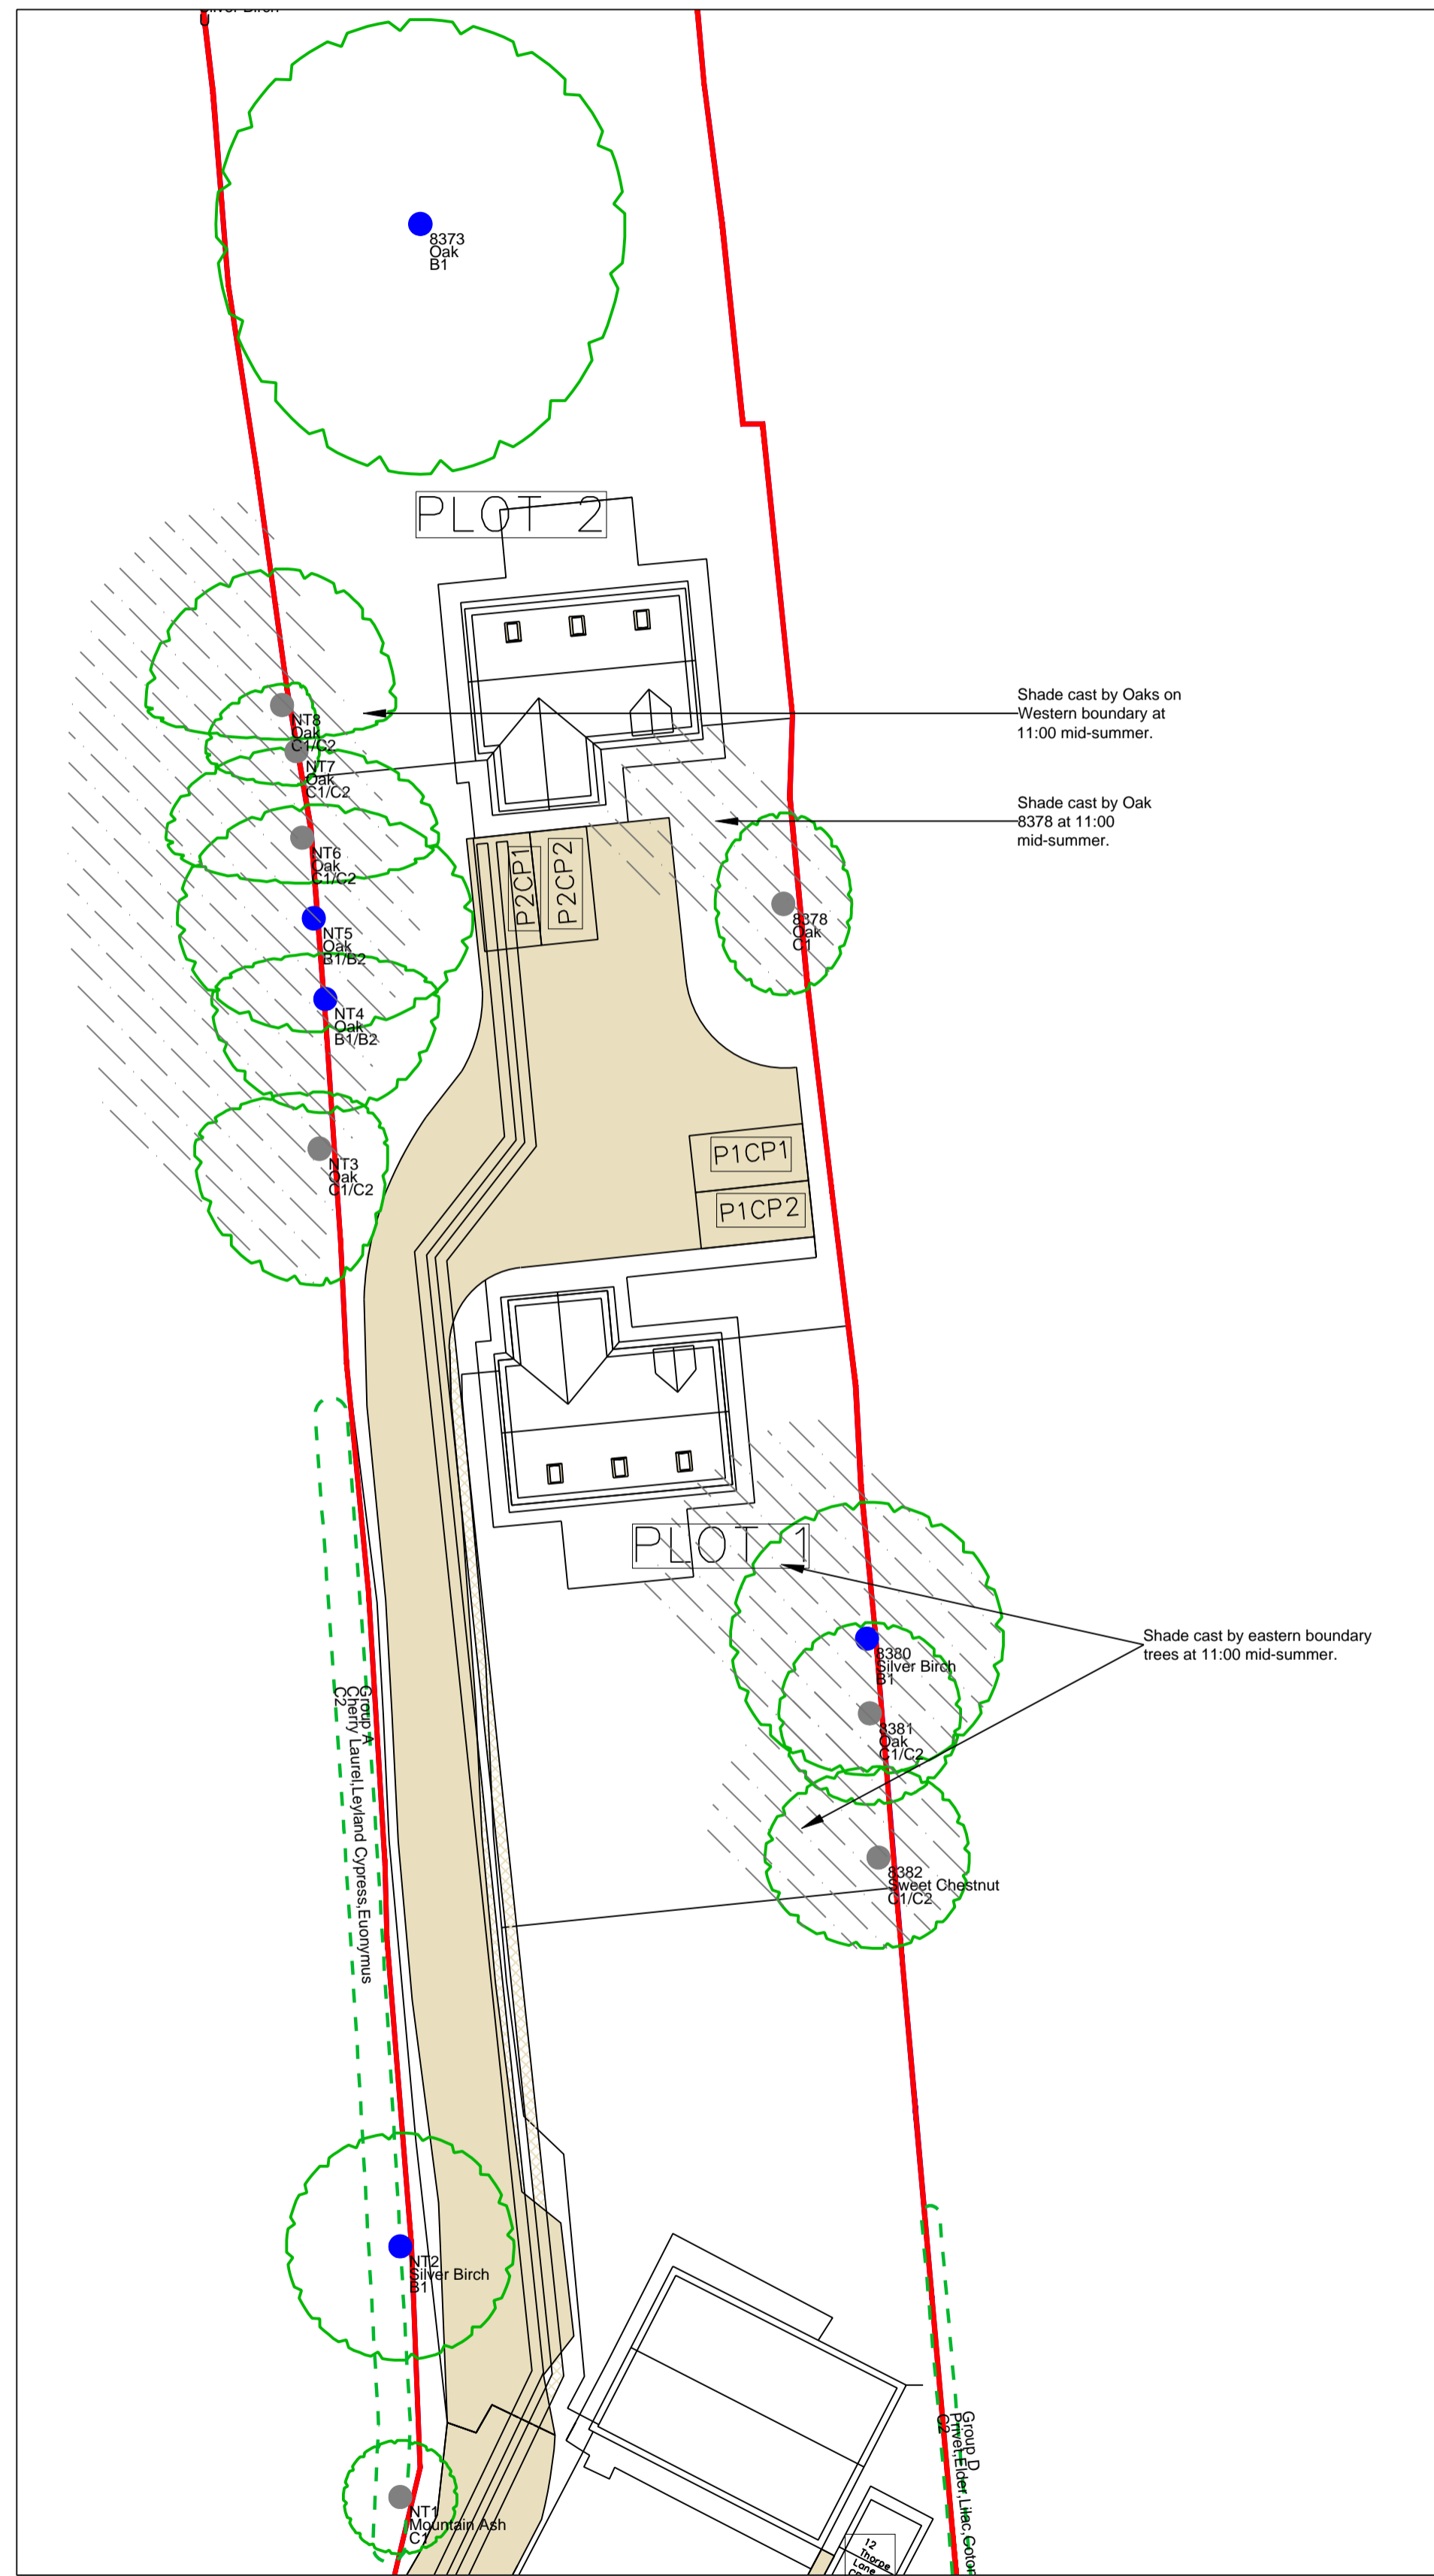 U
8373
Oak
B1
PLOT 2
Shade cast by Oaks on
Western boundary at
11:00 mid-summer.
NT8
Oak
C1/C2
NT7
Oak
C1/C2
Shade cast by Oak
8378 at 11:00
mid-summer.
NT6
Oak
C1/C2
P2CP1
P2CP2
8378
Oak
C1
NT5
Oak
B1/B2
NT4
Oak
B1/B2
P1CP1
NT3
Oak
C1/C2
P1CP2
PLOT 1
8380
Silver Birch
B1
Shade cast by eastern boundary
trees at 11:00 mid-summer.
Group A
Cherry Laurel,Leyland Cypress,Euonymus
C2
8381
Oak
C1/C2
8382
Sweet Chestnut
C1/C2
NT2
Silver Birch
B1
Group D
Privet,Elder,Lilac,Coton
C2
NT1
Mountain Ash
C1
12
Thorpe
Lane